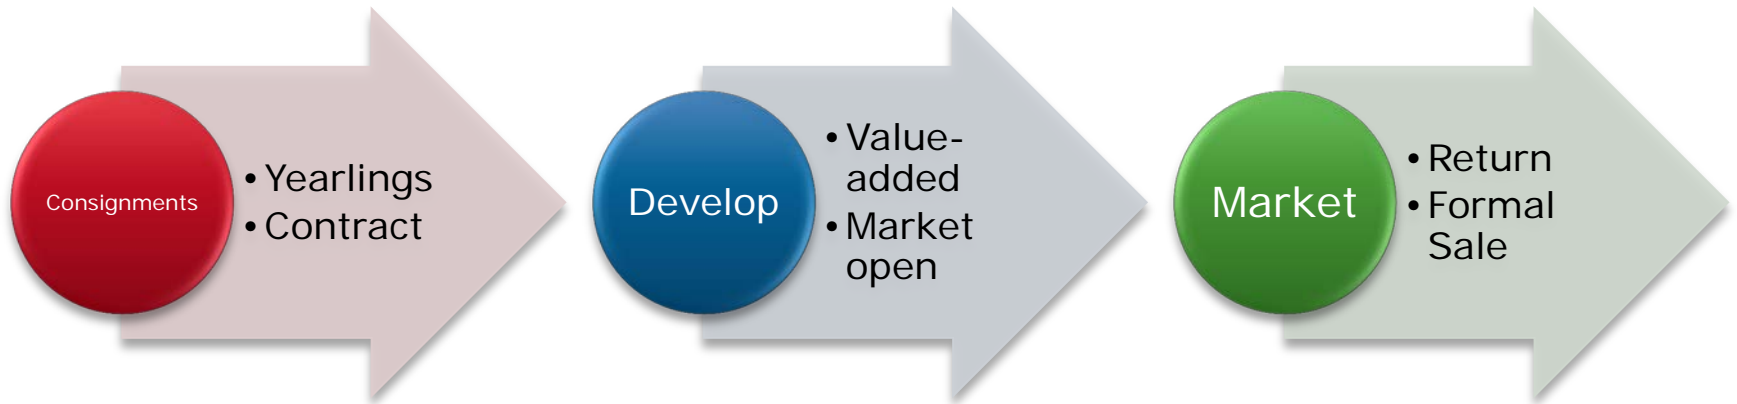 Consignments
• Yearlings
• Contract
Develop
• Value-
added
• Market
open
Market
• Return
• Formal
Sale